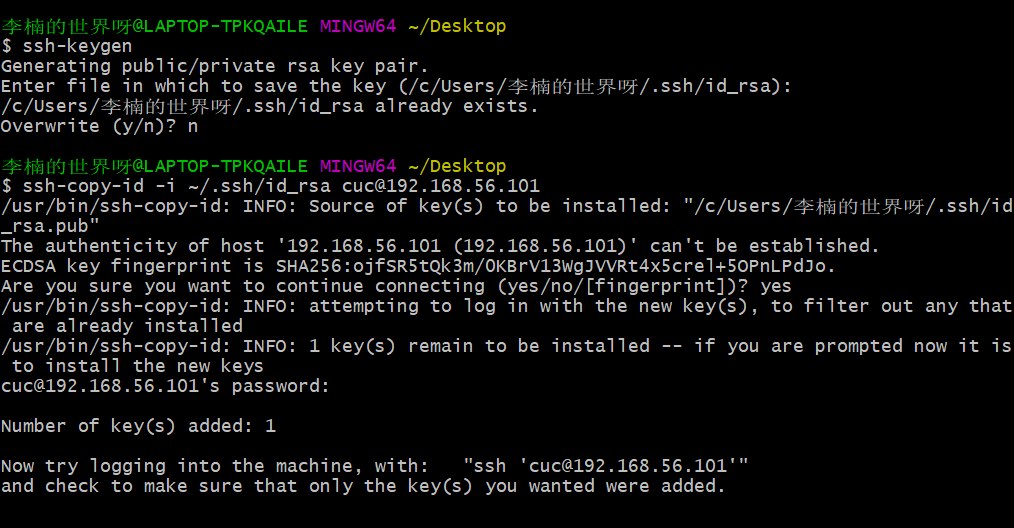 李楠的世界呀@LAPTOP-TPKQAILE MINGW64 ~/Desktop
$ ssh-keygen
Generating public/private rsa key pair.
Enter file in which to save the key (/c/Users/李楠的世界呀/.ssh/id_rsa):
/c/Users/李楠的世界呀/.ssh/id_rsa already exists.
Overwrite (y/n)? n
李楠的世界呀@LAPTOP-TPKQAILE MINGW64 ~/Desktop
$ ssh-copy-id -i ~/.ssh/id_rsa cuc@192.168.56.101
/usr/bin/ssh-copy-id: INFO: Source of key(s) to be installed: "/c/Users/李楠的世界呀/.ssh/id
_rsa.pub"
The authenticity of host '192.168.56.101 (192.168.56.101)' can't be established.
ECDSA key fingerprint is SHA256:ojfSR5tQk3m/OKBrV13WgJVVRt4x5crel+5OPnLPdJo.
Are you sure you want to continue connecting (yes/no/[fingerprint])? yes
/usr/bin/ssh-copy-id: INFO: attempting to log in with the new key(s), to filter out any that
are already installed
/usr/bin/ssh-copy-id: INFO: 1 key(s) remain to be installed -- if you are prompted now it is
to install the new keys
cuc@192.168.56.101's password:
Number of key(s) added: 1
Now try logging into the machine, with:   "ssh 'cuc@192.168.56.101'"
and check to make sure that only the key(s) you wanted were added.